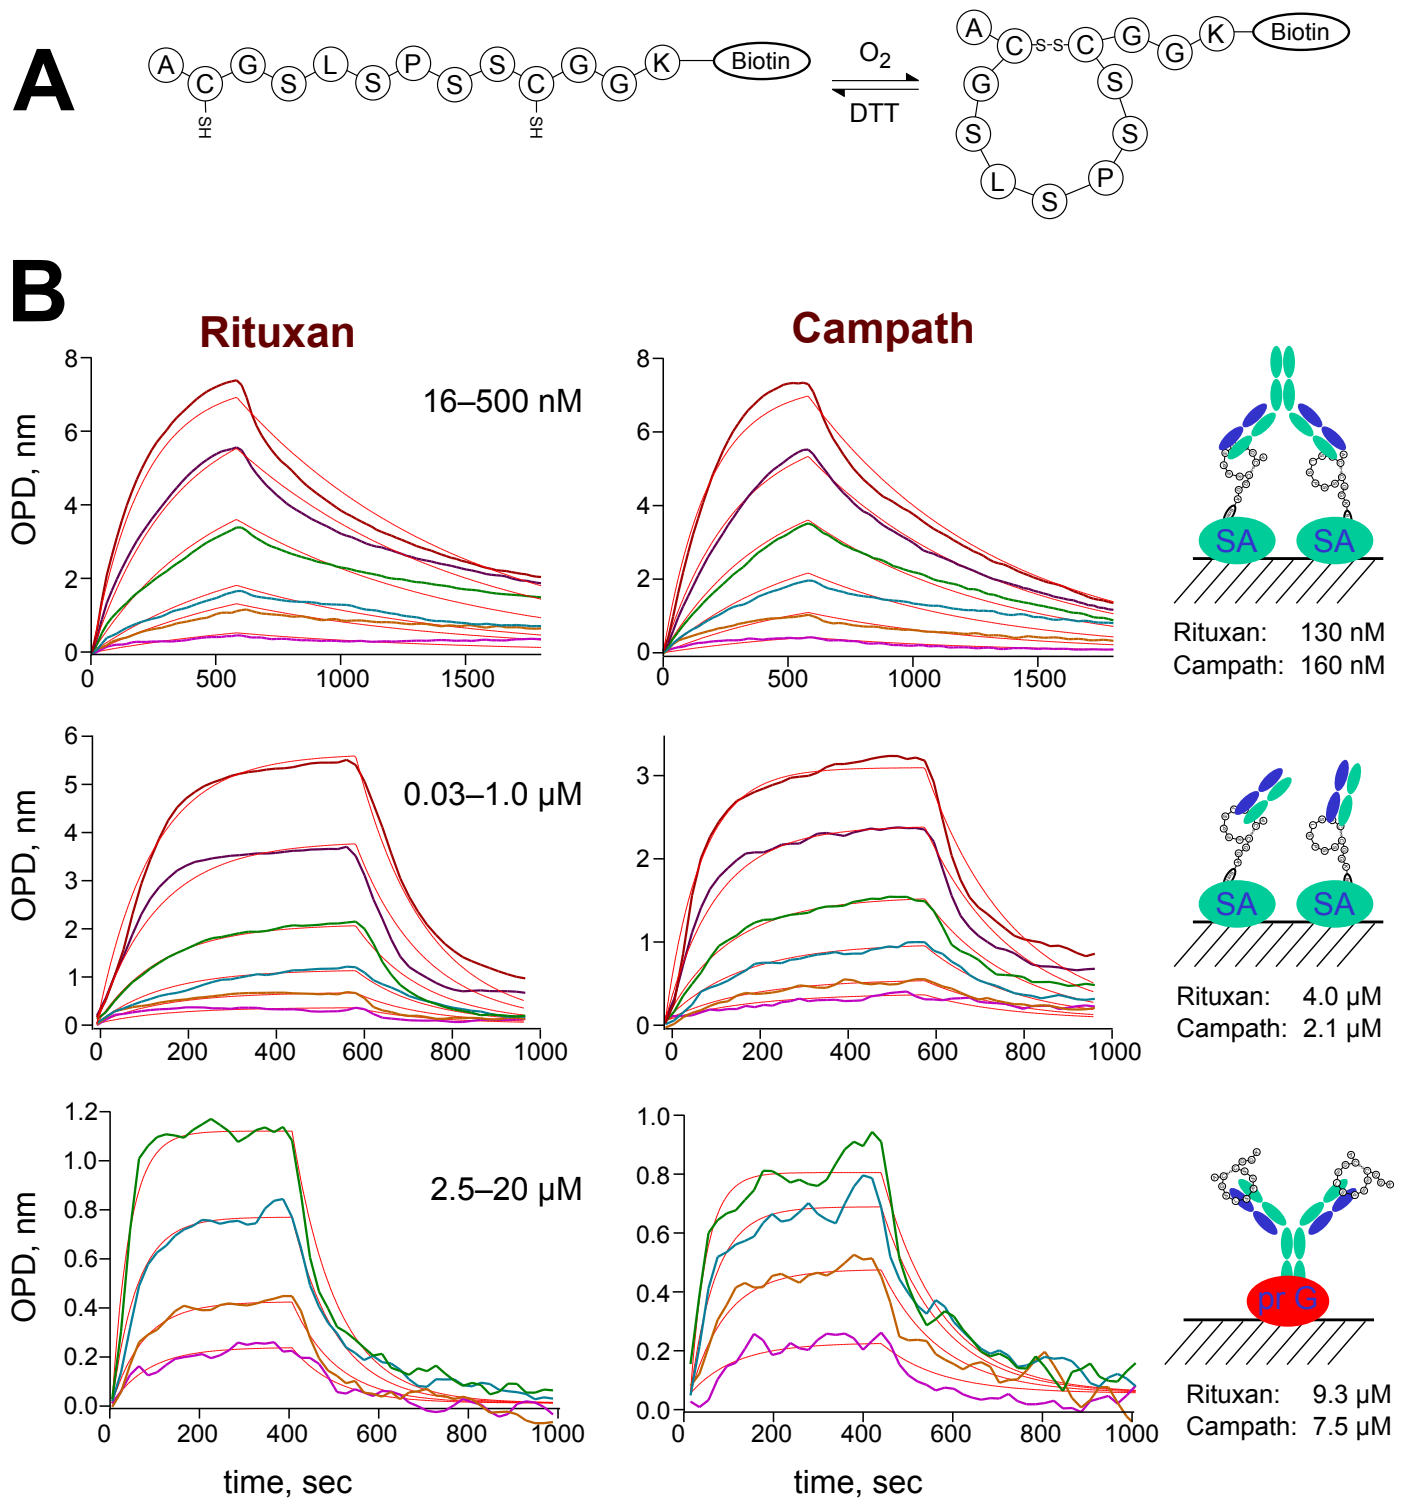 A
A C G S L S P S S C G G K Biotin
SH SH
O2
DTT
A C S-S C G G K Biotin
G S
S S
L P
S
B
Rituxan
Campath
16–500 nM
OPD, nm
8
6
4
2
0
0 500 1000 1500
8
6
4
2
0
0 500 1000 1500
SA SA
Rituxan: 130 nM
Campath: 160 nM
0.03–1.0 µM
OPD, nm
6
5
4
3
2
1
0
0 200 400 600 800 1000
3
2
1
0
0 200 400 600 800 1000
SA SA
Rituxan: 4.0 µM
Campath: 2.1 µM
2.5–20 µM
OPD, nm
1.2
1.0
0.8
0.6
0.4
0.2
0.0
0 200 400 600 800 1000
time, sec
1.0
0.8
0.6
0.4
0.2
0.0
0 200 400 600 800 1000
time, sec
pr G
Rituxan: 9.3 µM
Campath: 7.5 µM